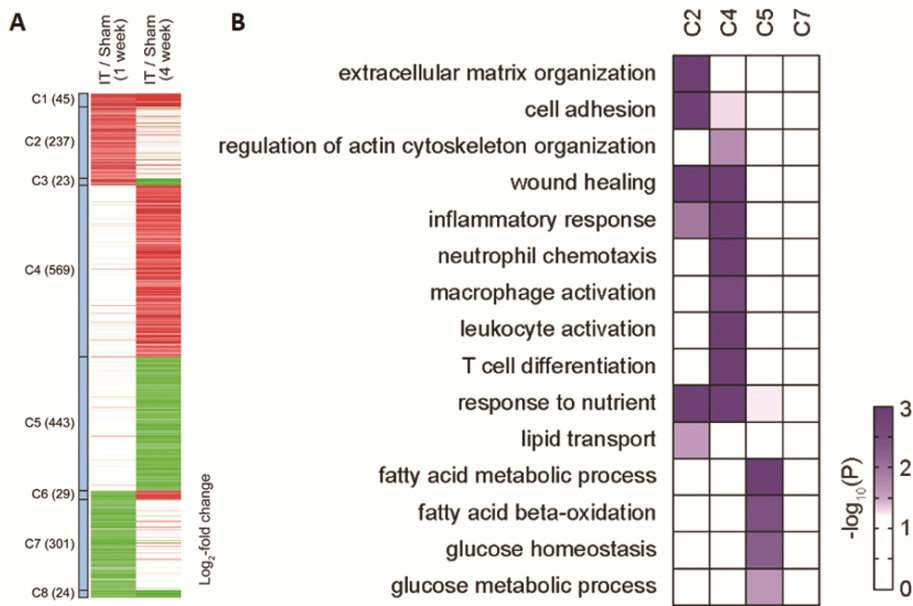 A
IT / Sham
(1 week)
IT / Sham
(4 week)
C1 (45)
C2 (237)
C3 (23)
C4 (569)
C5 (443)
C6 (29)
C7 (301)
C8 (24)
Log2-fold change
B
C2
C4
C5
C7
extracellular matrix organization
cell adhesion
regulation of actin cytoskeleton organization
wound healing
inflammatory response
neutrophil chemotaxis
macrophage activation
leukocyte activation
T cell differentiation
response to nutrient
lipid transport
fatty acid metabolic process
fatty acid beta-oxidation
glucose homeostasis
glucose metabolic process
-log10(P)
3
2
1
0